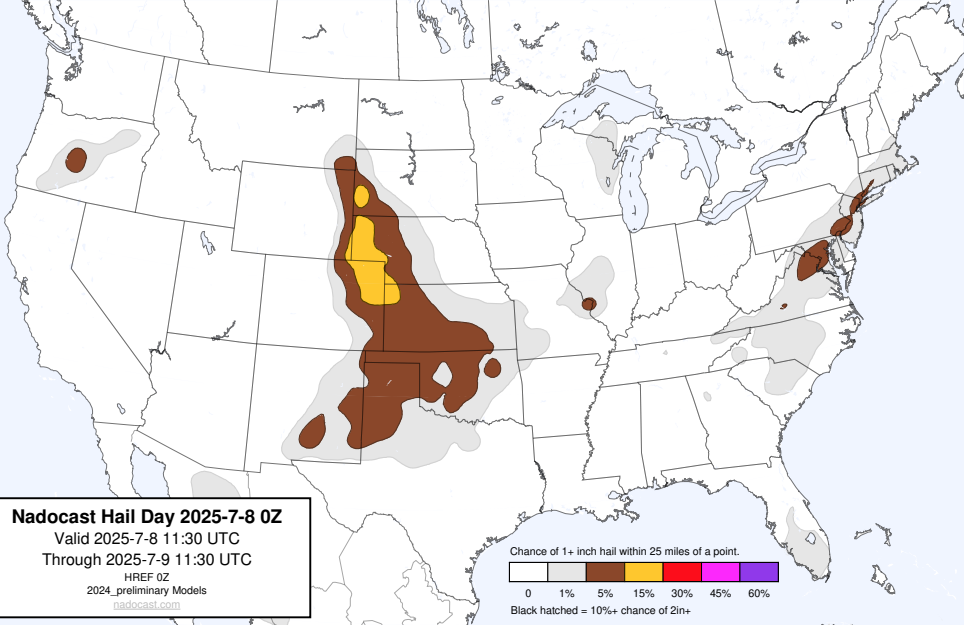 Nadocast Hail Day 2025-7-8 0Z
Valid 2025-7-8 11:30 UTC
Through 2025-7-9 11:30 UTC
HREF 0Z
2024_preliminary Models
nadocast.com
Chance of 1+ inch hail within 25 miles of a point.
0 1% 5% 15% 30% 45% 60%
Black hatched = 10%+ chance of 2in+